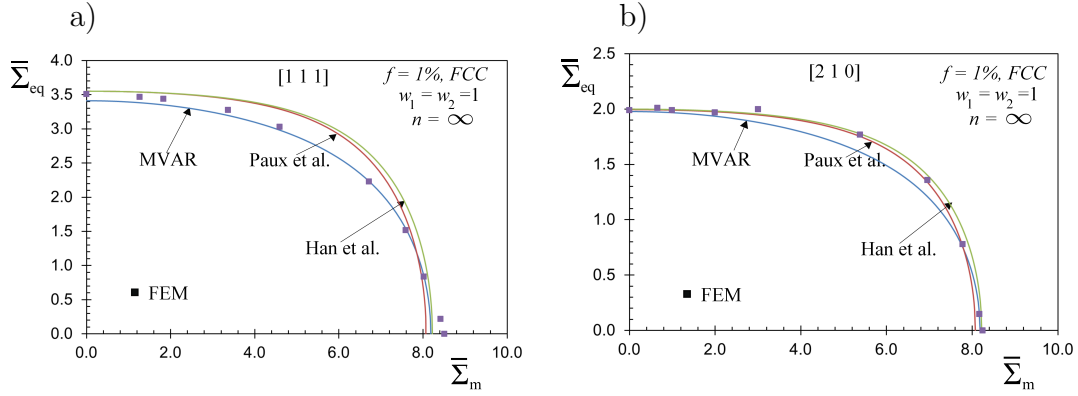 a)
Σ̅eq
4.0
3.5
3.0
2.5
2.0
1.5
1.0
0.5
0.0
[1 1 1]
f = 1%, FCC
w1 = w2 =1
n = ∞
MVAR
Paux et al.
Han et al.
FEM
0.0 2.0 4.0 6.0 8.0 10.0
Σ̅m
b)
Σ̅eq
2.5
2.0
1.5
1.0
0.5
0.0
[2 1 0]
f = 1%, FCC
w1 = w2 =1
n = ∞
MVAR
Paux et al.
Han et al.
FEM
0.0 2.0 4.0 6.0 8.0 10.0
Σ̅m